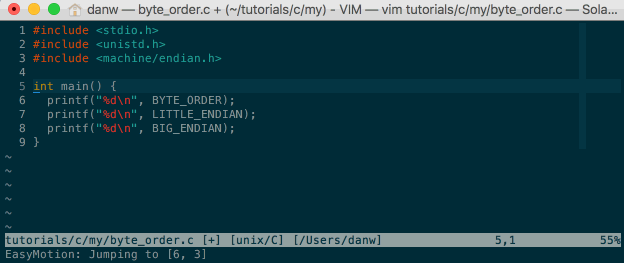 danw — byte_order.c + (~/tutorials/c/my) - VIM — vim tutorials/c/my/byte_order.c — Sola...
1 #include <stdio.h>
2 #include <unistd.h>
3 #include <machine/endian.h>
4
5 int main() {
6   printf("%d\n", BYTE_ORDER);
7   printf("%d\n", LITTLE_ENDIAN);
8   printf("%d\n", BIG_ENDIAN);
9 }
~
~
~
~
~
~
tutorials/c/my/byte_order.c [+] [unix/C] [/Users/danw] 5,1 55%
EasyMotion: Jumping to [6, 3]